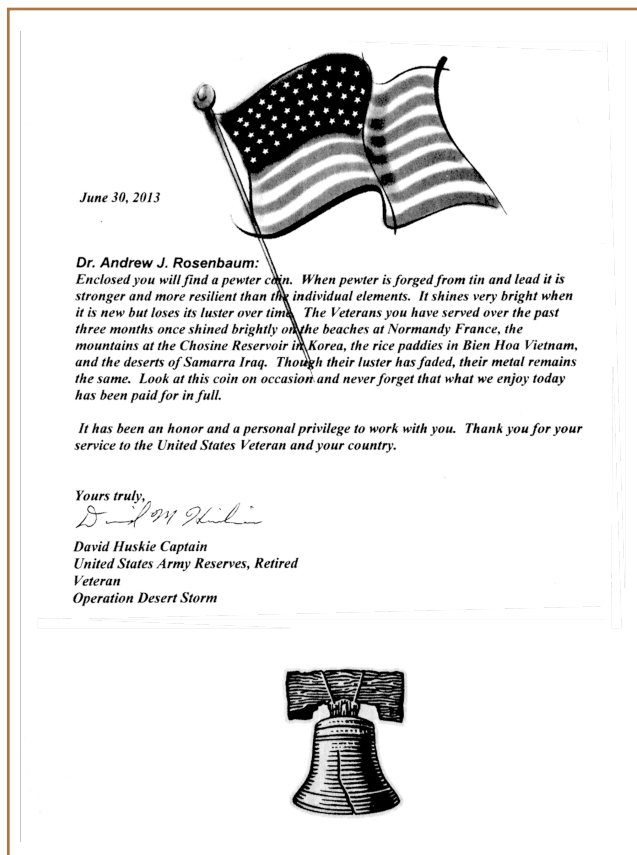 June 30, 2013
Dr. Andrew J. Rosenbaum:
Enclosed you will find a pewter coin. When pewter is forged from tin and lead it is
stronger and more resilient than the individual elements. It shines very bright when
it is new but loses its luster over time. The Veterans you have served over the past
three months once shined brightly on the beaches at Normandy France, the
mountains at the Chosine Reservoir in Korea, the rice paddies in Bien Hoa Vietnam,
and the deserts of Samarra Iraq. Though their luster has faded, their metal remains
the same. Look at this coin on occasion and never forget that what we enjoy today
has been paid for in full.
It has been an honor and a personal privilege to work with you. Thank you for your
service to the United States Veteran and your country.
Yours truly,
David M Huskie
David Huskie Captain
United States Army Reserves, Retired
Veteran
Operation Desert Storm